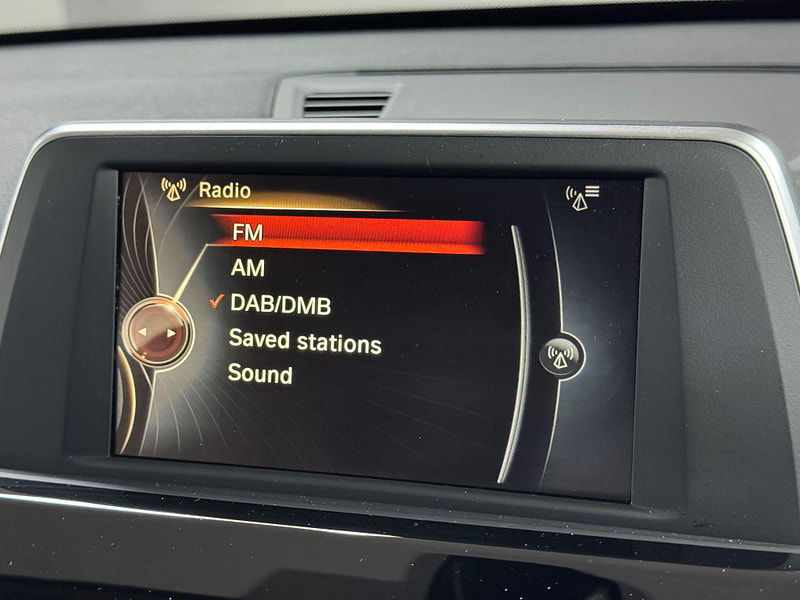 Radio
FM
AM
DAB/DMB
Saved stations
Sound